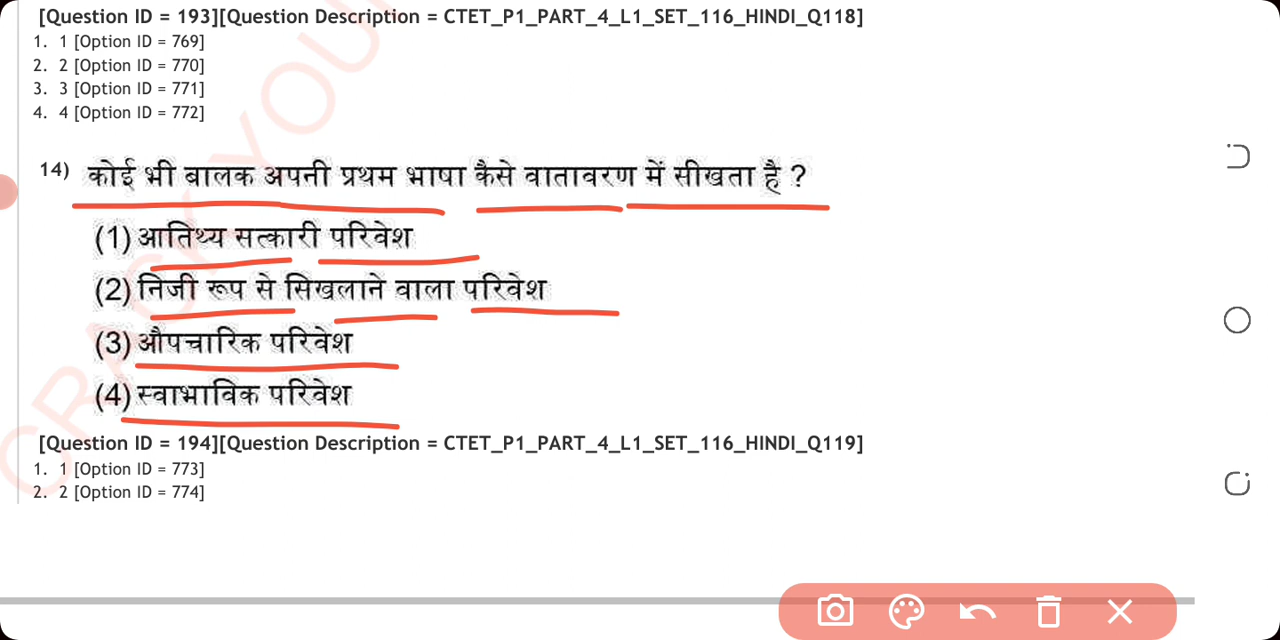 [Question ID = 193][Question Description = CTET_P1_PART_4_L1_SET_116_HINDI_Q118]
1. 1 [Option ID = 769]
2. 2 [Option ID = 770]
3. 3 [Option ID = 771]
4. 4 [Option ID = 772]
14) कोई भी बालक अपनी प्रथम भाषा कैसे वातावरण में सीखता है ?
(1) आतिथ्य सत्कारी परिवेश
(2) निजी रूप से सिखलाने वाला परिवेश
(3) औपचारिक परिवेश
(4) स्वाभाविक परिवेश
[Question ID = 194][Question Description = CTET_P1_PART_4_L1_SET_116_HINDI_Q119]
1. 1 [Option ID = 773]
2. 2 [Option ID = 774]
CRACK YOU